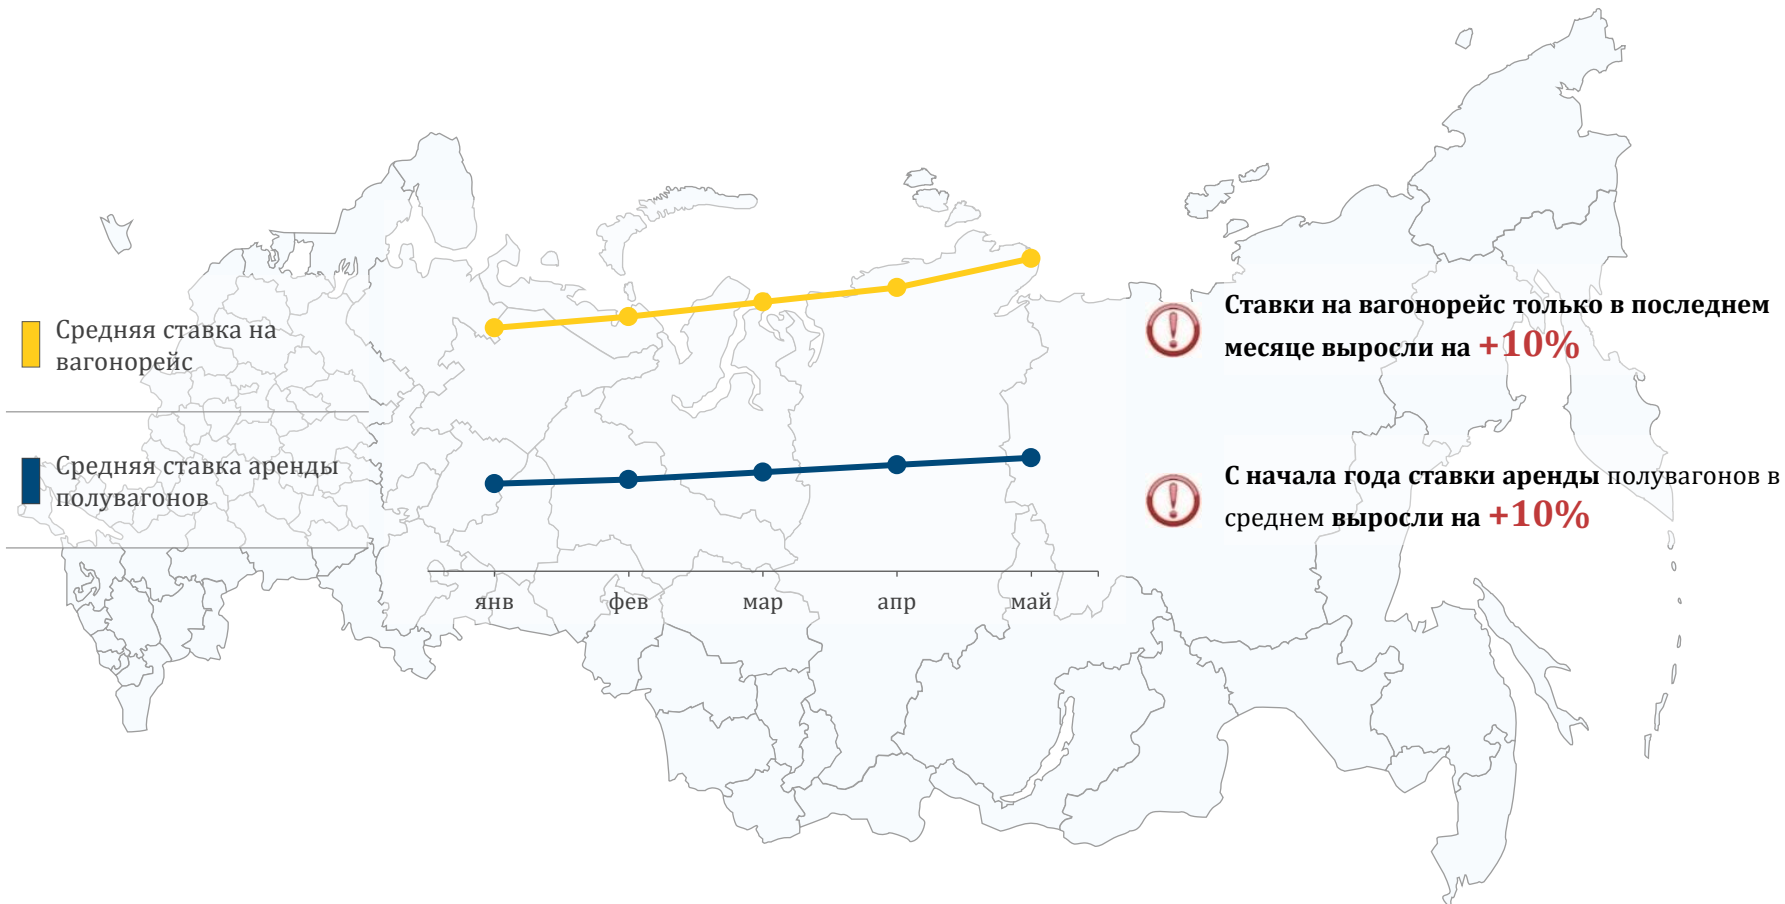 Средняя ставка на
вагонорейс
Средняя ставка аренды
полувагонов
янв фев мар апр май
Ставки на вагонорейс только в последнем
месяце выросли на +10%
С начала года ставки аренды полувагонов в
среднем выросли на +10%